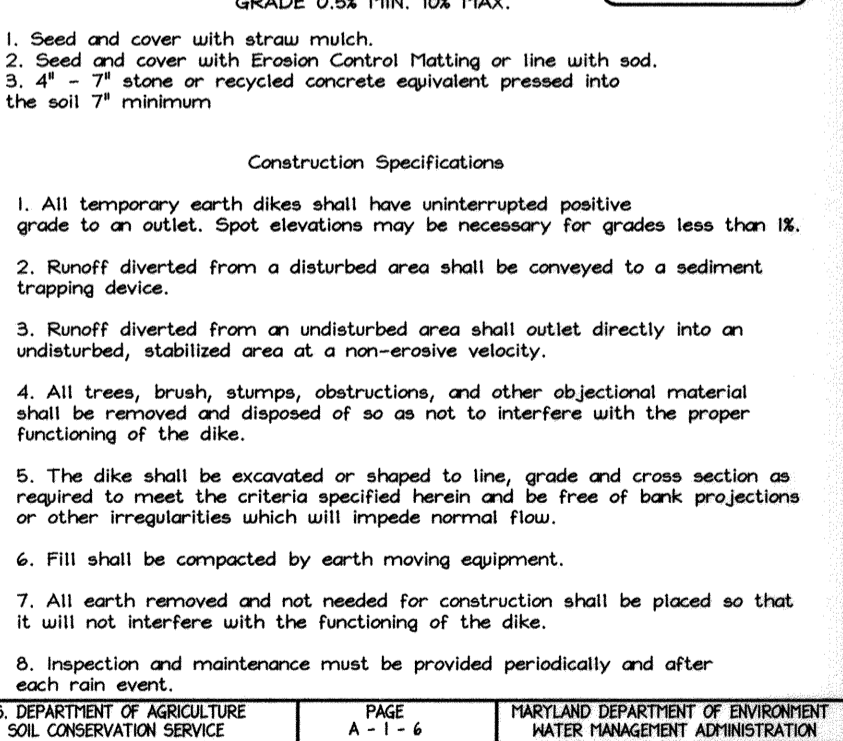 GRADE 0.5% MIN. 10% MAX.
1. Seed and cover with straw mulch.
2. Seed and cover with Erosion Control Matting or line with sod.
3. 4" - 7" stone or recycled concrete equivalent pressed into
the soil 7" minimum
Construction Specifications
1. All temporary earth dikes shall have uninterrupted positive
grade to an outlet. Spot elevations may be necessary for grades less than 1%.
2. Runoff diverted from a disturbed area shall be conveyed to a sediment
trapping device.
3. Runoff diverted from an undisturbed area shall outlet directly into an
undisturbed, stabilized area at a non-erosive velocity.
4. All trees, brush, stumps, obstructions, and other objectional material
shall be removed and disposed of so as not to interfere with the proper
functioning of the dike.
5. The dike shall be excavated or shaped to line, grade and cross section as
required to meet the criteria specified herein and be free of bank projections
or other irregularities which will impede normal flow.
6. Fill shall be compacted by earth moving equipment.
7. All earth removed and not needed for construction shall be placed so that
it will not interfere with the functioning of the dike.
8. Inspection and maintenance must be provided periodically and after
each rain event.
S. DEPARTMENT OF AGRICULTURE
SOIL CONSERVATION SERVICE
PAGE
A - 1 - 6
MARYLAND DEPARTMENT OF ENVIRONMENT
WATER MANAGEMENT ADMINISTRATION